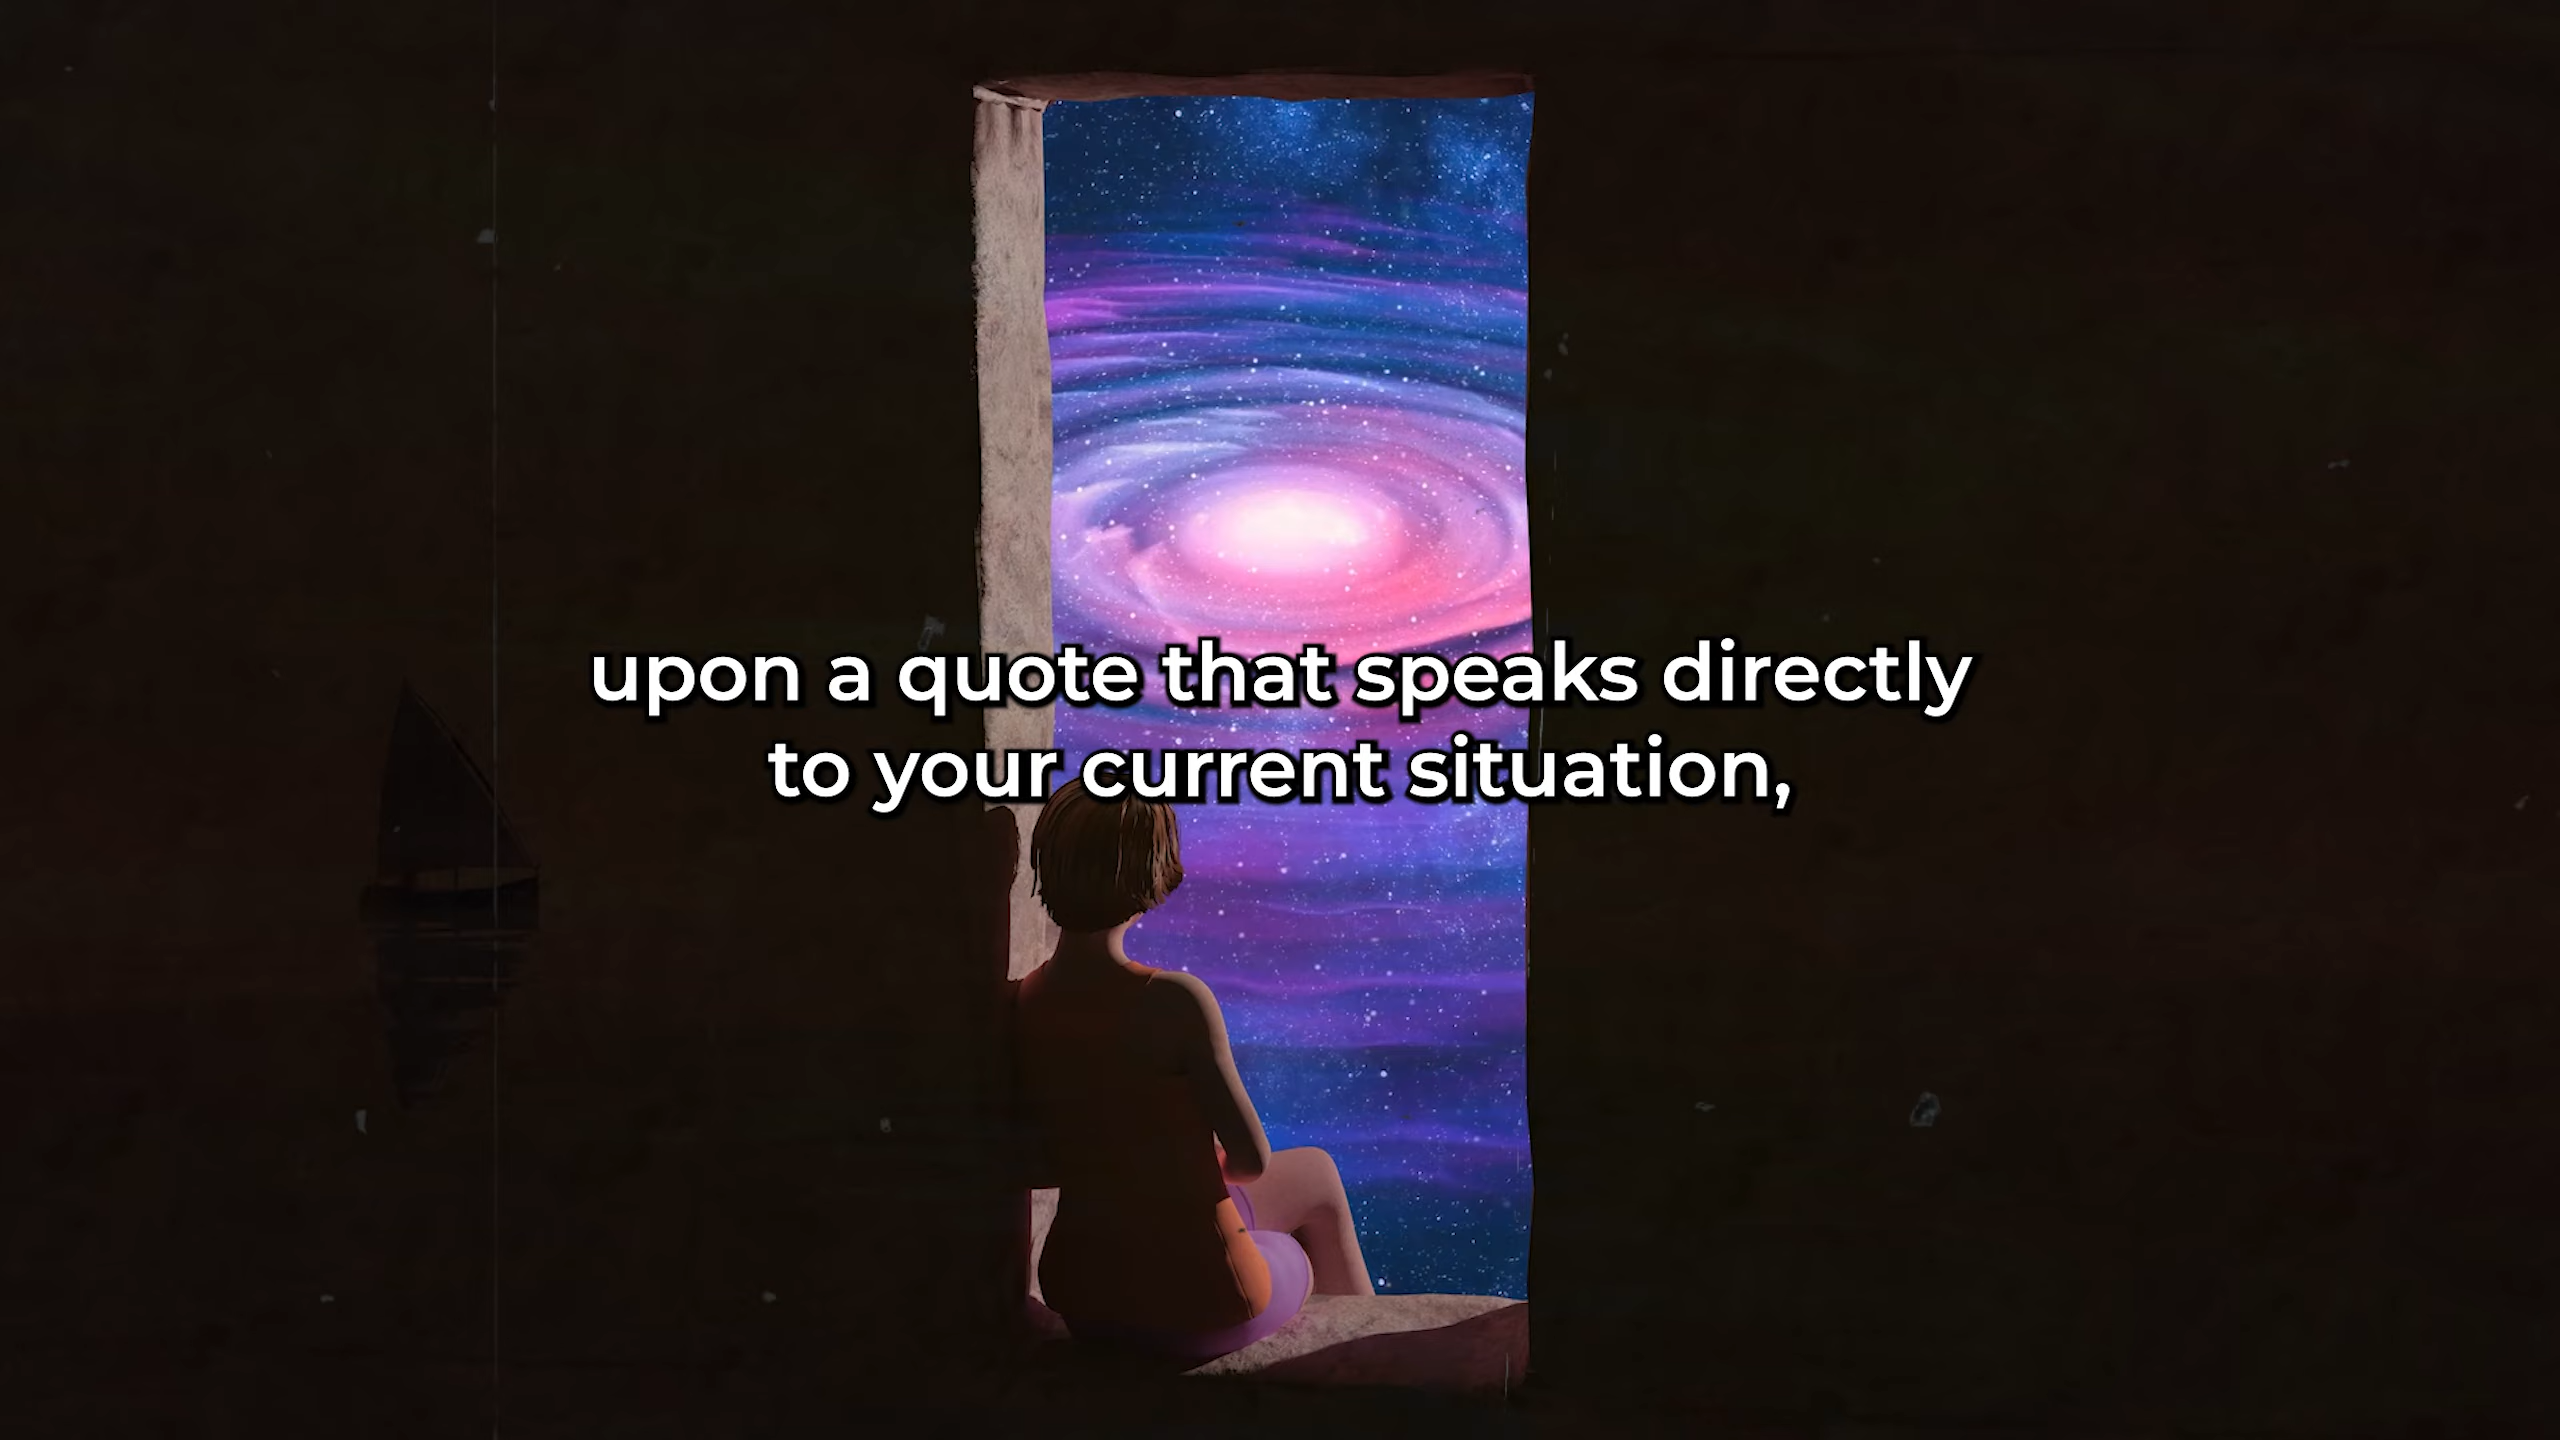 upon a quote that speaks directly
to your current situation,